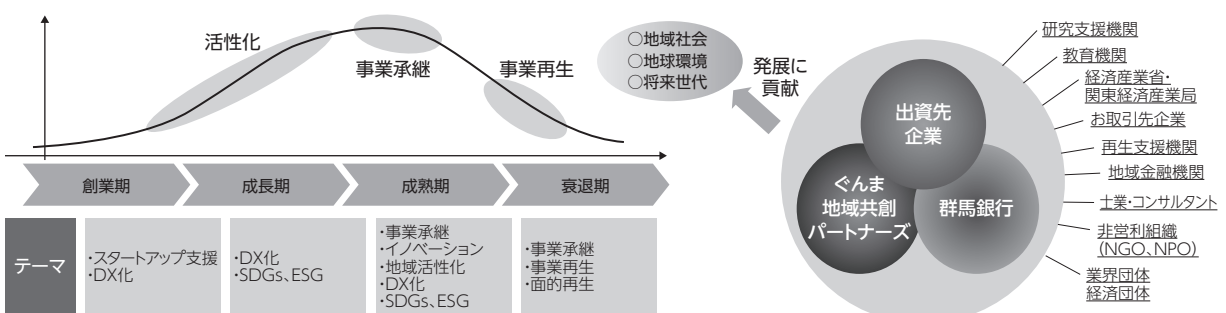 活性化
事業承継
事業再生
創業期
成長期
成熟期
衰退期
テーマ
・スタートアップ支援
・DX化
・DX化
・SDGs、ESG
・事業承継
・イノベーション
・地域活性化
・DX化
・SDGs、ESG
・事業承継
・事業再生
・面的再生
○地域社会
○地球環境
○将来世代
発展に
貢献
出資先
企業
ぐんま
地域共創
パートナーズ
群馬銀行
研究支援機関
教育機関
経済産業省・
関東経済産業局
お取引先企業
再生支援機関
地域金融機関
士業・コンサルタント
非営利組織
(NGO、NPO)
業界団体
経済団体